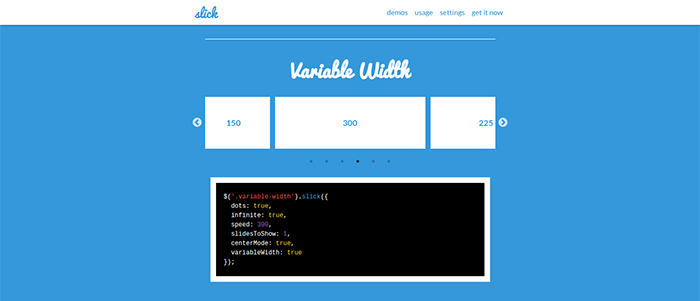 slick
demos usage settings get it now
Variable Width
150 300 225
$('.variable-width').slick({
  dots: true,
  infinite: true,
  speed: 300,
  slidesToShow: 1,
  centerMode: true,
  variableWidth: true
});